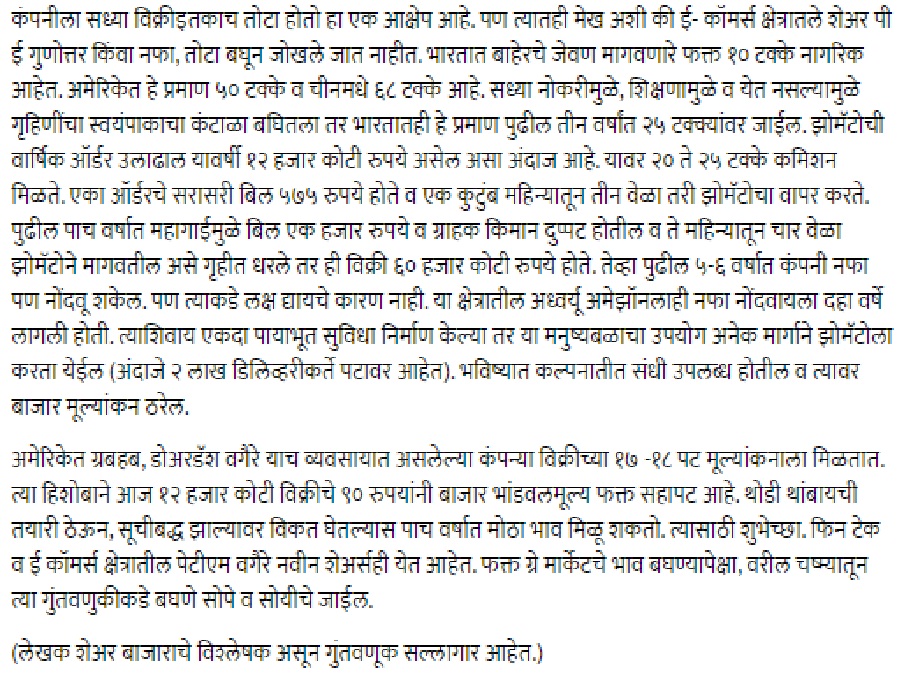 कंपनीला सध्या विक्रीइतकाच तोटा होतो हा एक आक्षेप आहे. पण त्यातही मेख अशी की ई- कॉमर्स क्षेत्रातले शेअर पी
ई गुणोत्तर किंवा नफा, तोटा बघून जोखले जात नाहीत. भारतात बाहेरचे जेवण मागवणारे फक्त १० टक्के नागरिक
आहेत. अमेरिकेत हे प्रमाण ५० टक्के व चीनमधे ६८ टक्के आहे. सध्या नोकरीमुळे, शिक्षणामुळे व येत नसल्यामुळे
गृहिणींचा स्वयंपाकाचा कंटाळा बघितला तर भारतातही हे प्रमाण पुढील तीन वर्षांत २५ टक्क्यांवर जाईल. झोमॅटोची
वार्षिक ऑर्डर उलाढाल यावर्षी १२ हजार कोटी रुपये असेल असा अंदाज आहे. यावर २० ते २५ टक्के कमिशन
मिळते. एका ऑर्डरचे सरासरी बिल ५७५ रुपये होते व एक कुटुंब महिन्यातून तीन वेळा तरी झोमॅटोचा वापर करते.
पुढील पाच वर्षात महागाईमुळे बिल एक हजार रुपये व ग्राहक किमान दुप्पट होतील व ते महिन्यातून चार वेळा
झोमॅटोने मागवतील असे गृहीत धरले तर ही विक्री ६० हजार कोटी रुपये होते. तेव्हा पुढील ५-६ वर्षात कंपनी नफा
पण नोंदवू शकेल. पण त्याकडे लक्ष द्यायचे कारण नाही. या क्षेत्रातील अध्वर्यू अमेझॉनलाही नफा नोंदवायला दहा वर्षे
लागली होती. त्याशिवाय एकदा पायाभूत सुविधा निर्माण केल्या तर या मनुष्यबळाचा उपयोग अनेक मार्गाने झोमॅटोला
करता येईल (अंदाजे २ लाख डिलिव्हरीकर्ते पटावर आहेत). भविष्यात कल्पनातीत संधी उपलब्ध होतील व त्यावर
बाजार मूल्यांकन ठरेल.
अमेरिकेत ग्रबहब, डोअरडॅश वगैरे याच व्यवसायात असलेल्या कंपन्या विक्रीच्या १७ -१८ पट मूल्यांकनाला मिळतात.
त्या हिशोबाने आज १२ हजार कोटी विक्रीचे ९० रुपयांनी बाजार भांडवलमूल्य फक्त सहापट आहे. थोडी थांबायची
तयारी ठेऊन, सूचीबद्ध झाल्यावर विकत घेतल्यास पाच वर्षात मोठा भाव मिळू शकतो. त्यासाठी शुभेच्छा. फिन टेक
व ई कॉमर्स क्षेत्रातील पेटीएम वगैरे नवीन शेअर्सही येत आहेत. फक्त ग्रे मार्केटचे भाव बघण्यापेक्षा, वरील चष्म्यातून
त्या गुंतवणुकीकडे बघणे सोपे व सोयीचे जाईल.
(लेखक शेअर बाजाराचे विश्लेषक असून गुंतवणूक सल्लागार आहेत.)